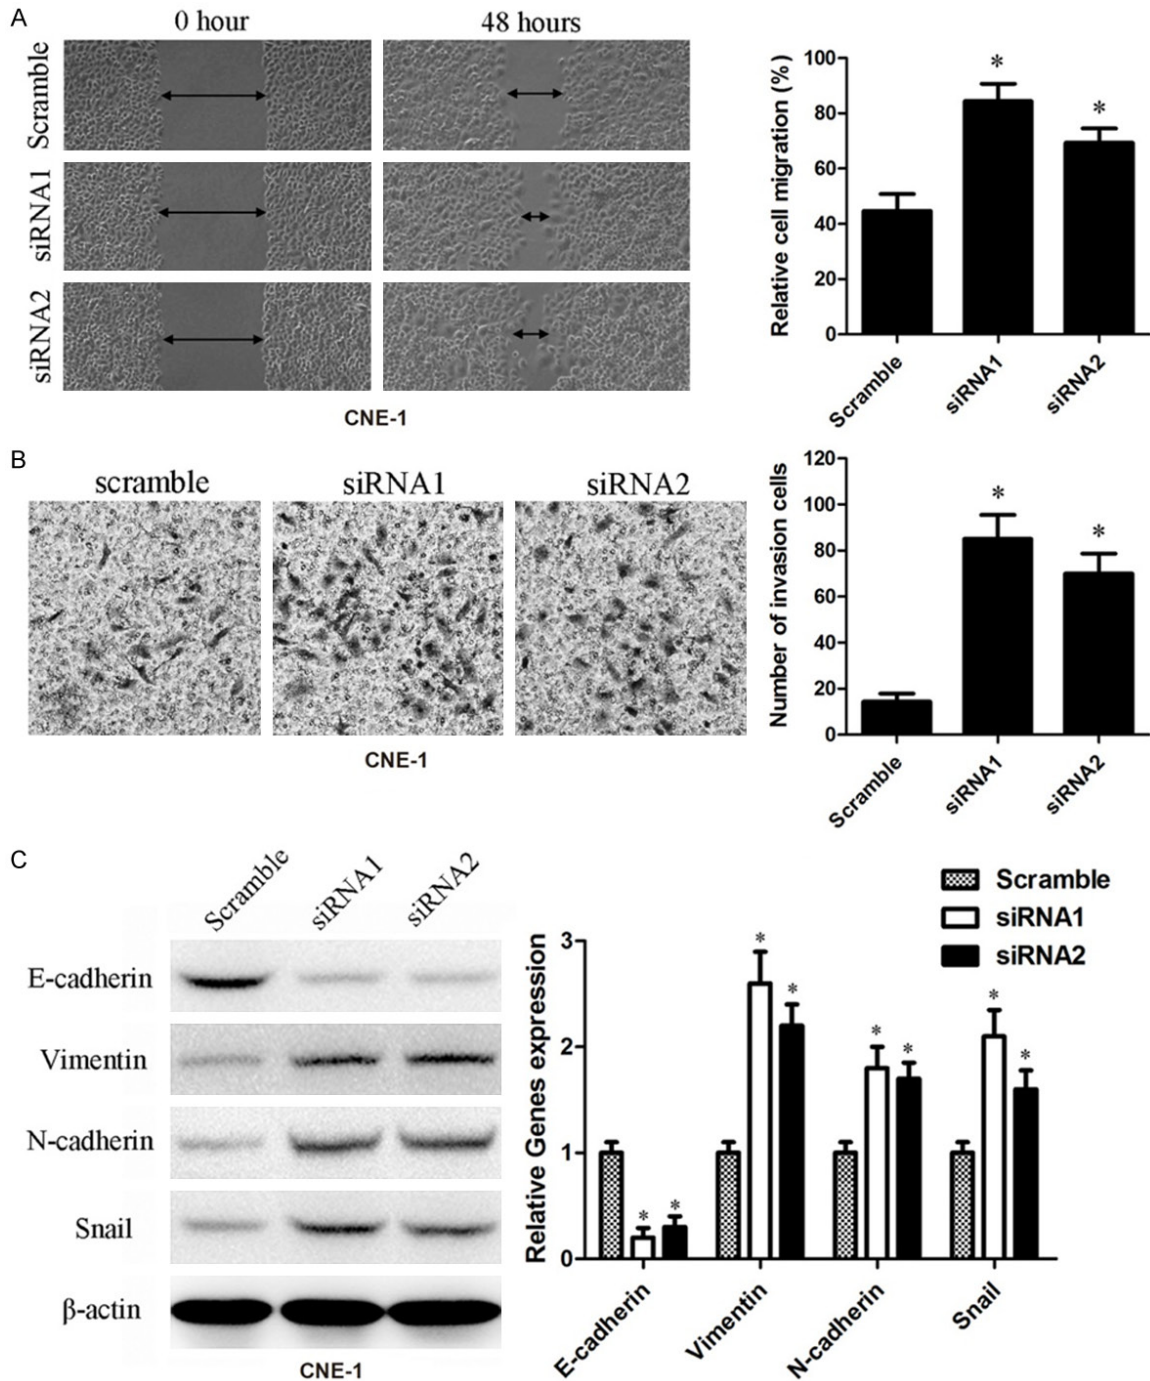 A
0 hour
48 hours
Scramble
siRNA1
siRNA2
CNE-1
Relative cell migration (%)
100
80
60
40
20
0
*
*
Scramble
siRNA1
siRNA2
B
scramble
siRNA1
siRNA2
CNE-1
Number of invasion cells
120
100
80
60
40
20
0
*
*
Scramble
siRNA1
siRNA2
C
Scramble
siRNA1
siRNA2
E-cadherin
Vimentin
N-cadherin
Snail
β-actin
CNE-1
Scramble
siRNA1
siRNA2
Relative Genes expression
3
2
1
0
*
*
*
*
*
*
*
*
E-cadherin
Vimentin
N-cadherin
Snail